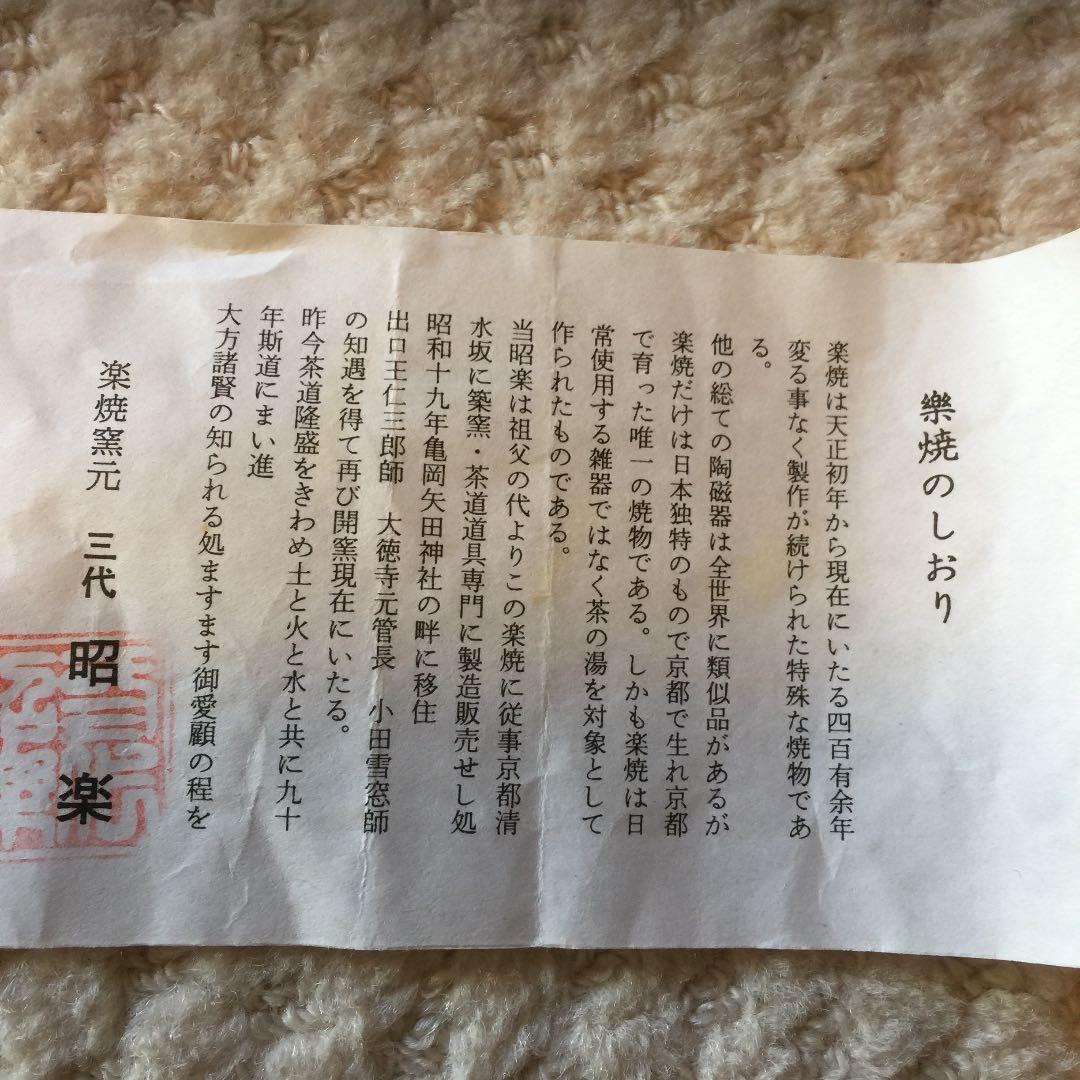 樂焼のしおり
楽焼は天正初年から現在にいたる四百有余年
変る事なく製作が続けられた特殊な焼物であ
る。
他の総ての陶磁器は全世界に類似品があるが
楽焼だけは日本独特のもので京都で生れ京都
で育った唯一の焼物である。しかも楽焼は日
常使用する雑器ではなく茶の湯を対象として
作られたものである。
当昭楽は祖父の代よりこの楽焼に従事京都清
水坂に築窯・茶道道具専門に製造販売せし処
昭和十九年亀岡矢田神社の畔に移住
出口王仁三郎師　大徳寺元管長　小田雪窓師
の知遇を得て再び開窯現在にいたる。
昨今茶道隆盛をきわめ土と火と水と共に九十
年斯道にまい進
大方諸賢の知られる処ますます御愛顧の程を
楽焼窯元　三代　昭　楽